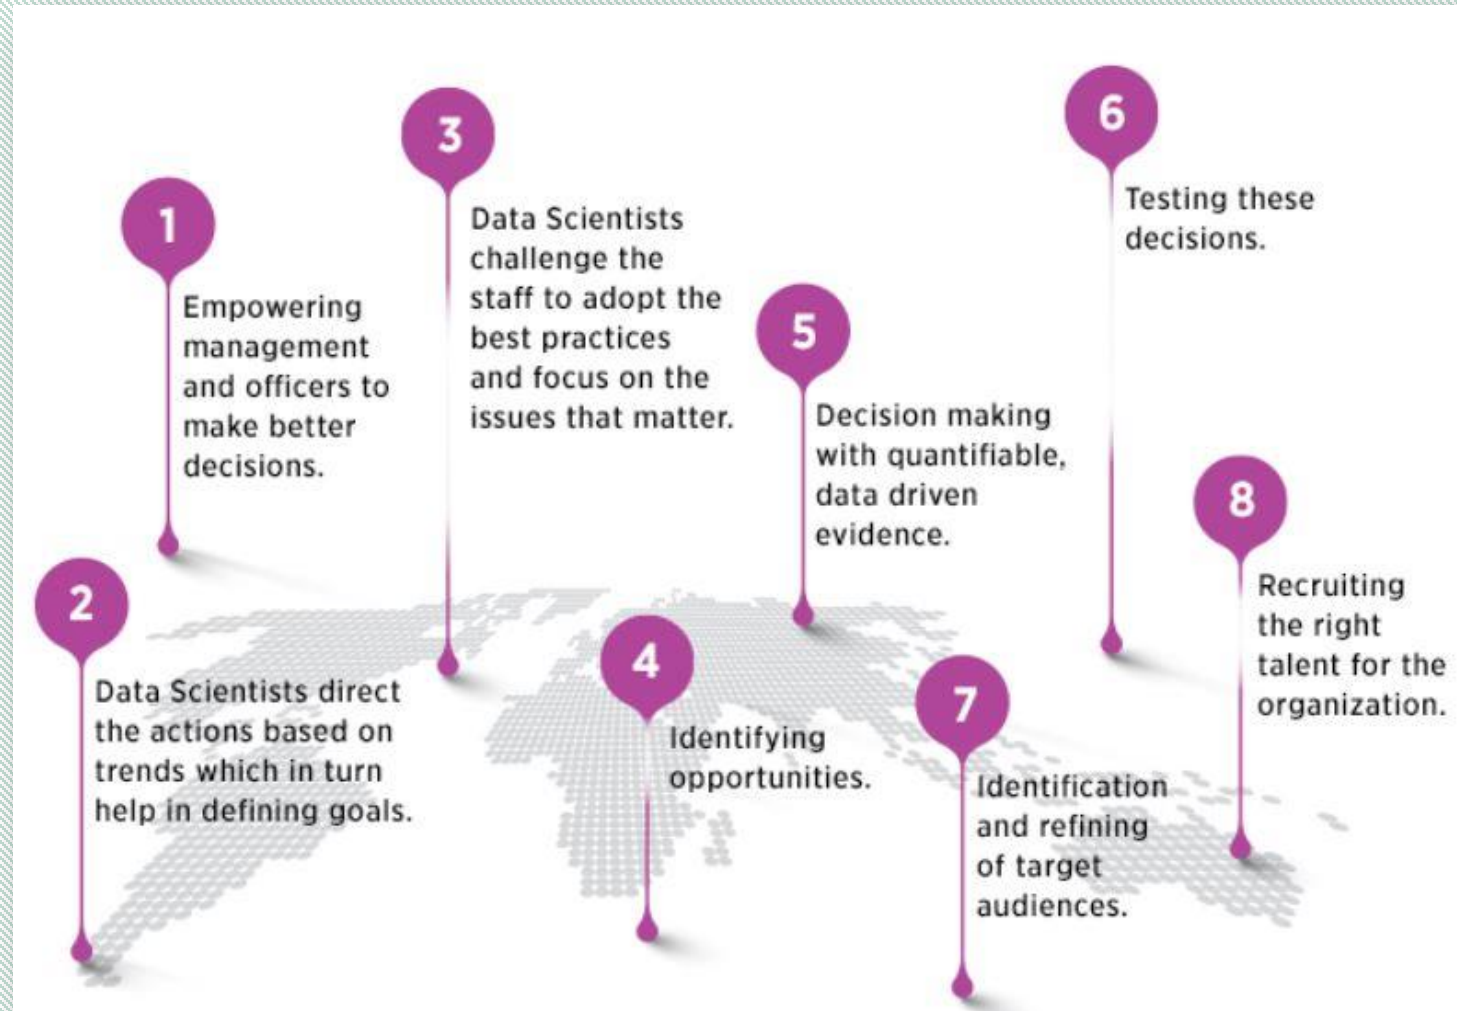 1
Empowering
management
and officers to
make better
decisions.
2
Data Scientists direct
the actions based on
trends which in turn
help in defining goals.
3
Data Scientists
challenge the
staff to adopt the
best practices
and focus on the
issues that matter.
4
Identifying
opportunities.
5
Decision making
with quantifiable,
data driven
evidence.
6
Testing these
decisions.
7
Identification
and refining
of target
audiences.
8
Recruiting
the right
talent for the
organization.